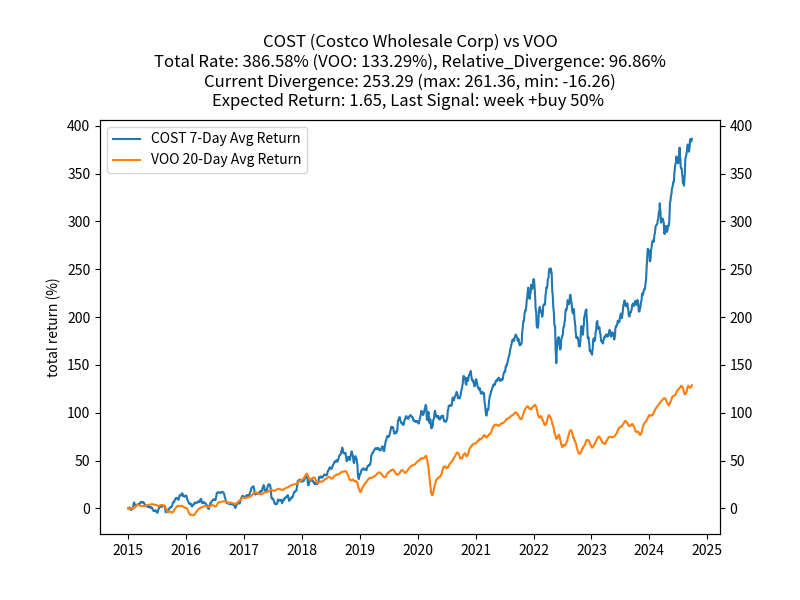 COST (Costco Wholesale Corp) vs VOO
Total Rate: 386.58% (VOO: 133.29%), Relative_Divergence: 96.86%
Current Divergence: 253.29 (max: 261.36, min: -16.26)
Expected Return: 1.65, Last Signal: week +buy 50%
COST 7-Day Avg Return
VOO 20-Day Avg Return
total return (%)
400
350
300
250
200
150
100
50
0
400
350
300
250
200
150
100
50
0
2015 2016 2017 2018 2019 2020 2021 2022 2023 2024 2025